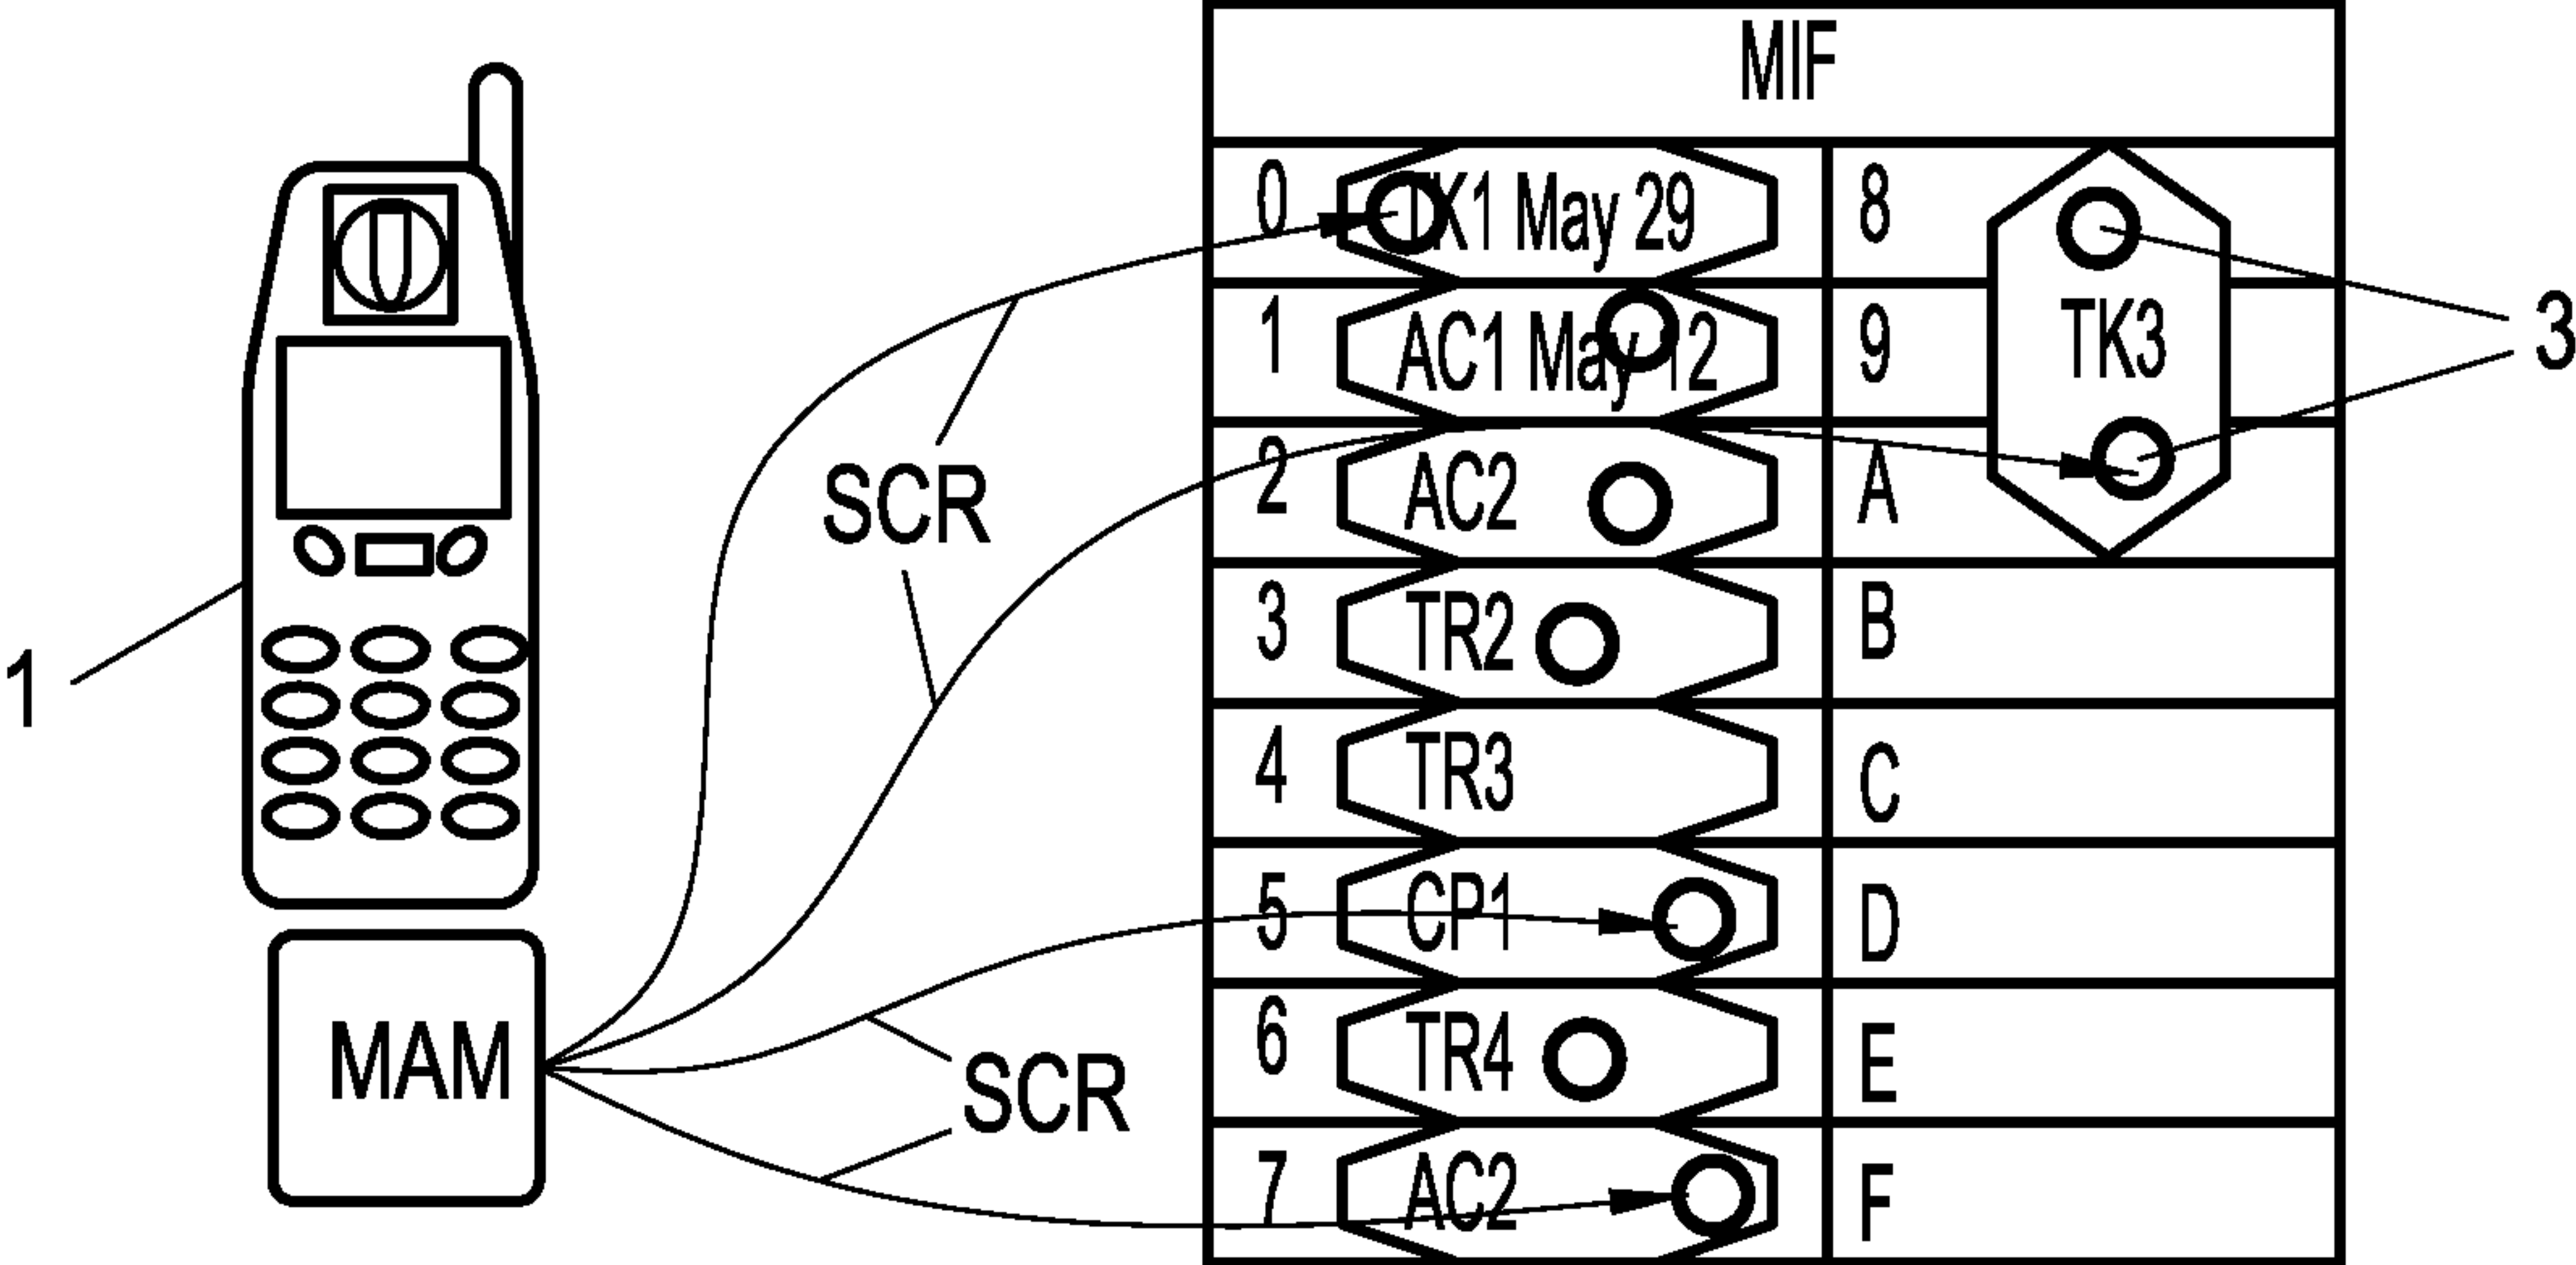 MIF
0 TK1 May 29 8
1 AC1 May 12 9 TK3
2 AC2 A
3 TR2 B
4 TR3 C
5 CP1 D
6 TR4 E
7 AC2 F
3
SCR
1
MAM
SCR